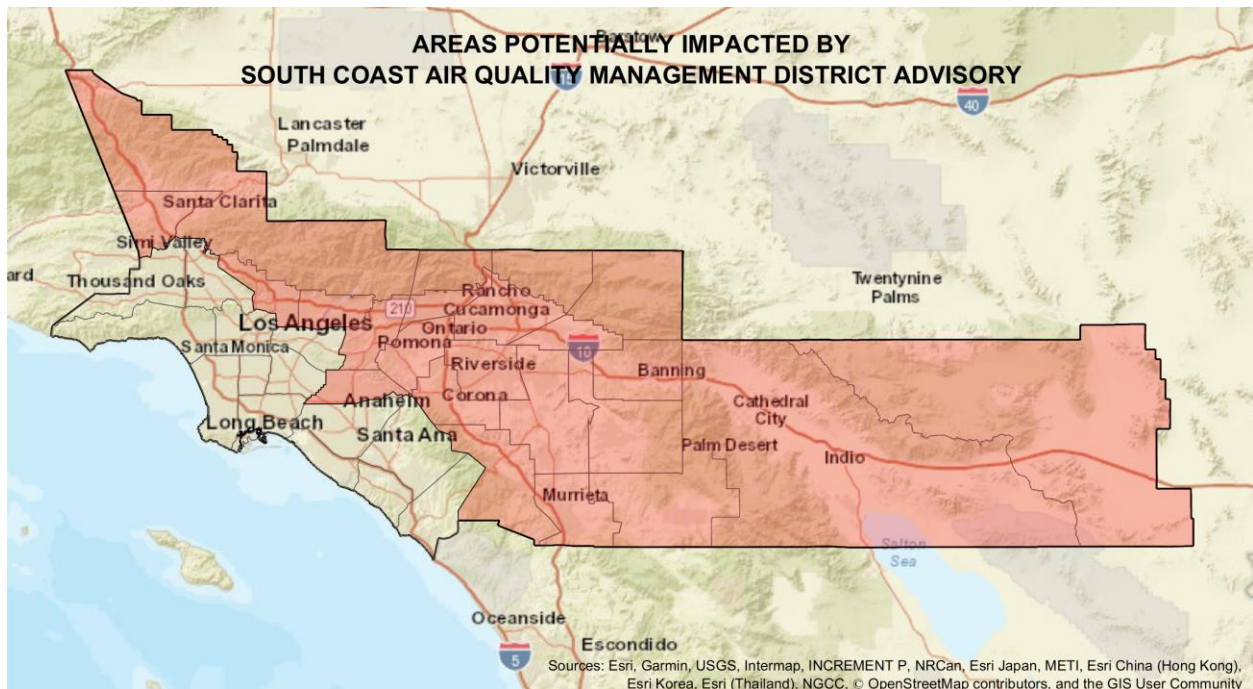 AREAS POTENTIALLY IMPACTED BY
SOUTH COAST AIR QUALITY MANAGEMENT DISTRICT ADVISORY
Barstow
15
40
Lancaster
Palmdale
Victorville
Santa Clarita
Simi Valley
ard
Thousand Oaks
Twentynine
Palms
Rancho
Cucamonga
210
Los Angeles
Ontario
Santa Monica
Pomona
10
Riverside
Banning
Anaheim
Corona
Cathedral
City
Long Beach
Santa Ana
Palm Desert
Indio
Murrieta
Salton
Sea
Oceanside
Escondido
5
Sources: Esri, Garmin, USGS, Intermap, INCREMENT P, NRCan, Esri Japan, METI, Esri China (Hong Kong),
Esri Korea, Esri (Thailand), NGCC, © OpenStreetMap contributors, and the GIS User Community